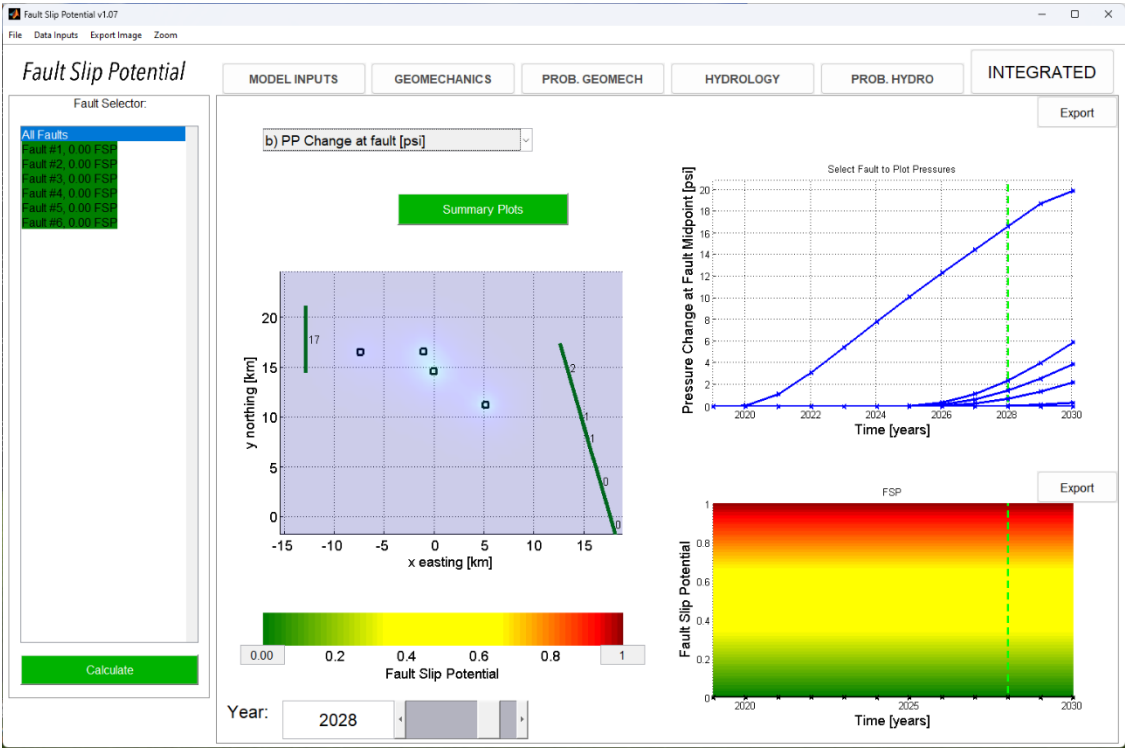 Fault Slip Potential v1.07
File Data Inputs Export Image Zoom
Fault Slip Potential
MODEL INPUTS GEOMECHANICS PROB. GEOMECH HYDROLOGY PROB. HYDRO INTEGRATED
Fault Selector:
All Faults
Fault #1, 0.00 FSP
Fault #2, 0.00 FSP
Fault #3, 0.00 FSP
Fault #4, 0.00 FSP
Fault #5, 0.00 FSP
Fault #6, 0.00 FSP
Calculate
Export
b) PP Change at fault [psi]
Summary Plots
y northing [km]
20
15
10
5
0
17
2
1
1
0
0
-15 -10 -5 0 5 10 15
x easting [km]
0.00 0.2 0.4 0.6 0.8 1
Fault Slip Potential
Year: 2028
Select Fault to Plot Pressures
Pressure Change at Fault Midpoint [psi]
20
18
16
14
12
10
8
6
4
2
0
2020 2022 2024 2026 2028 2030
Time [years]
Export
FSP
Fault Slip Potential
1
0.8
0.6
0.4
0.2
0
2020 2025 2030
Time [years]